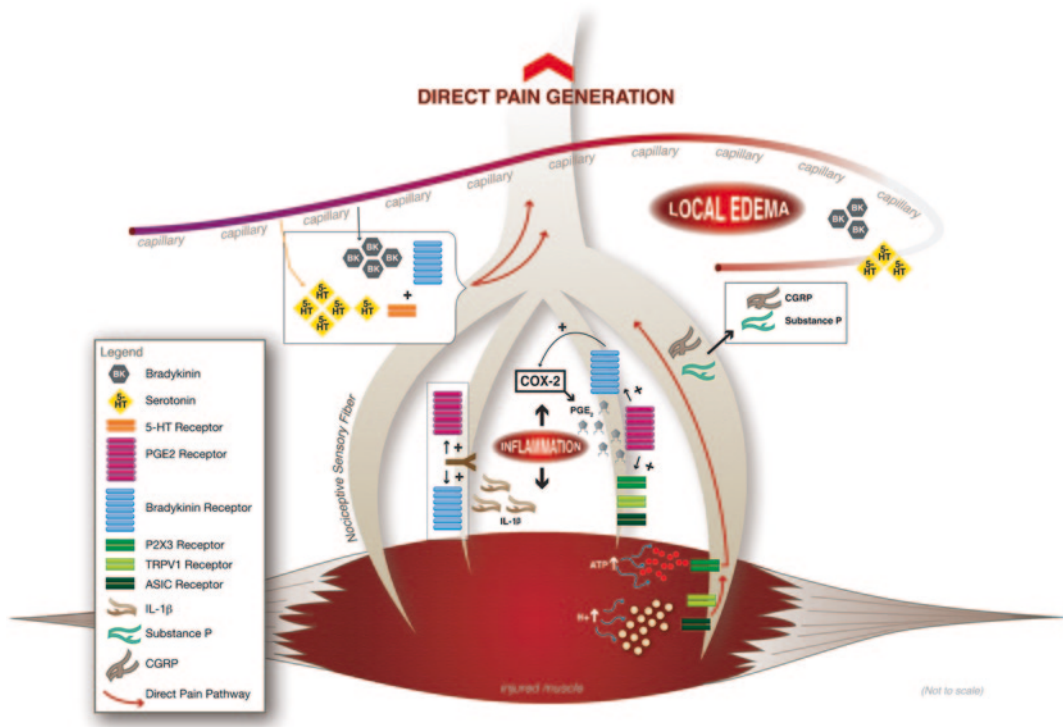 DIRECT PAIN GENERATION
capillary
capillary
capillary
capillary
capillary
capillary
capillary
capillary
capillary
capillary
LOCAL EDEMA
BK
BK
BK
BK
BK
BK
BK
5-HT
5-HT
5-HT
5-HT
5-HT
5-HT
5-HT
5-HT
+
CGRP
Substance P
Nociceptive Sensory Fiber
+
COX-2
PGE2
+
+
+
+
INFLAMMATION
IL-1β
ATP
H+
injured muscle
(Not to scale)
Legend
BK Bradykinin
5-HT Serotonin
5-HT Receptor
PGE2 Receptor
Bradykinin Receptor
P2X3 Receptor
TRPV1 Receptor
ASIC Receptor
IL-1β
Substance P
CGRP
Direct Pain Pathway